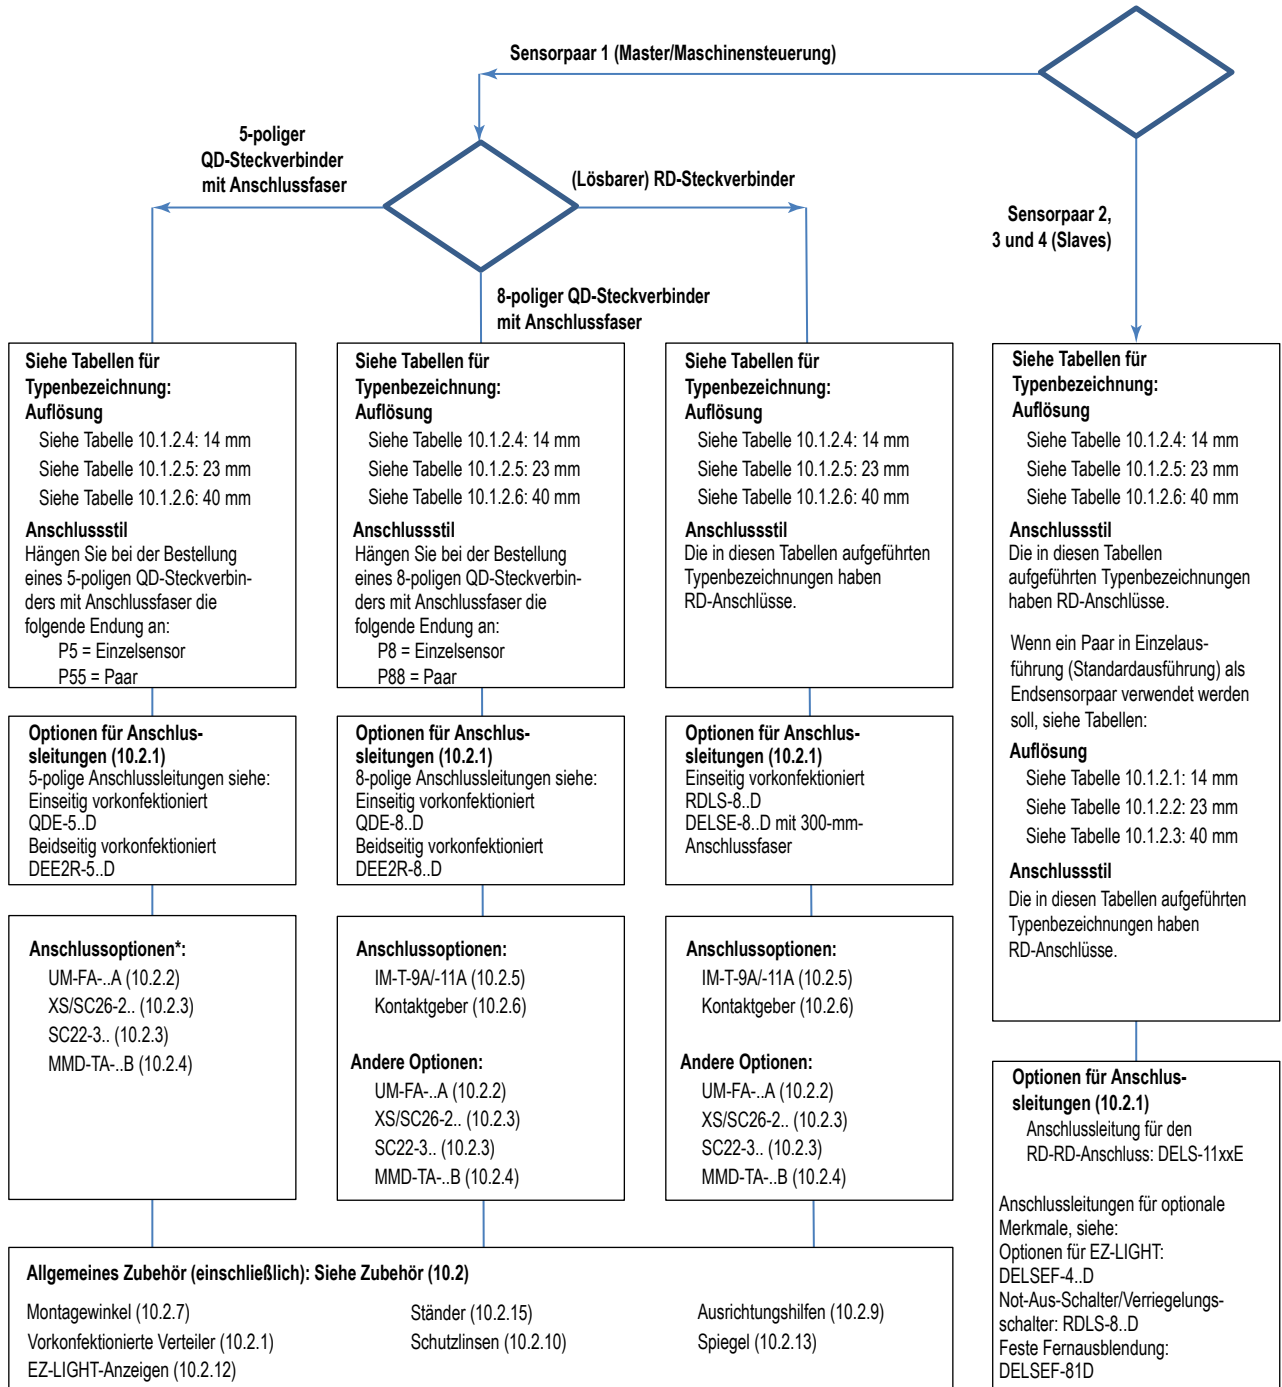 Sensorpaar 1 (Master/Maschinensteuerung)
5-poliger
QD-Steckverbinder
mit Anschlussfaser
(Lösbarer) RD-Steckverbinder
Sensorpaar 2,
3 und 4 (Slaves)
8-poliger QD-Steckverbinder
mit Anschlussfaser
Siehe Tabellen für
Typenbezeichnung:
Auflösung
Siehe Tabelle 10.1.2.4: 14 mm
Siehe Tabelle 10.1.2.5: 23 mm
Siehe Tabelle 10.1.2.6: 40 mm
Anschlussstil
Hängen Sie bei der Bestellung
eines 5-poligen QD-Steckverbin-
ders mit Anschlussfaser die
folgende Endung an:
P5 = Einzelsensor
P55 = Paar
Optionen für Anschlus-
sleitungen (10.2.1)
5-polige Anschlussleitungen siehe:
Einseitig vorkonfektioniert
QDE-5..D
Beidseitig vorkonfektioniert
DEE2R-5..D
Anschlussoptionen*:
UM-FA-..A (10.2.2)
XS/SC26-2.. (10.2.3)
SC22-3.. (10.2.3)
MMD-TA-..B (10.2.4)
Siehe Tabellen für
Typenbezeichnung:
Auflösung
Siehe Tabelle 10.1.2.4: 14 mm
Siehe Tabelle 10.1.2.5: 23 mm
Siehe Tabelle 10.1.2.6: 40 mm
Anschlussstil
Hängen Sie bei der Bestellung
eines 8-poligen QD-Steckverbin-
ders mit Anschlussfaser die
folgende Endung an:
P8 = Einzelsensor
P88 = Paar
Optionen für Anschlus-
sleitungen (10.2.1)
8-polige Anschlussleitungen siehe:
Einseitig vorkonfektioniert
QDE-8..D
Beidseitig vorkonfektioniert
DEE2R-8..D
Anschlussoptionen:
IM-T-9A/-11A (10.2.5)
Kontaktgeber (10.2.6)
Andere Optionen:
UM-FA-..A (10.2.2)
XS/SC26-2.. (10.2.3)
SC22-3.. (10.2.3)
MMD-TA-..B (10.2.4)
Siehe Tabellen für
Typenbezeichnung:
Auflösung
Siehe Tabelle 10.1.2.4: 14 mm
Siehe Tabelle 10.1.2.5: 23 mm
Siehe Tabelle 10.1.2.6: 40 mm
Anschlussstil
Die in diesen Tabellen aufgeführten
Typenbezeichnungen haben
RD-Anschlüsse.
Optionen für Anschlus-
sleitungen (10.2.1)
Einseitig vorkonfektioniert
RDLS-8..D
DELSE-8..D mit 300-mm-
Anschlussfaser
Anschlussoptionen:
IM-T-9A/-11A (10.2.5)
Kontaktgeber (10.2.6)
Andere Optionen:
UM-FA-..A (10.2.2)
XS/SC26-2.. (10.2.3)
SC22-3.. (10.2.3)
MMD-TA-..B (10.2.4)
Siehe Tabellen für
Typenbezeichnung:
Auflösung
Siehe Tabelle 10.1.2.4: 14 mm
Siehe Tabelle 10.1.2.5: 23 mm
Siehe Tabelle 10.1.2.6: 40 mm
Anschlussstil
Die in diesen Tabellen
aufgeführten Typenbezeichnungen
haben RD-Anschlüsse.
Wenn ein Paar in Einzelaus-
führung (Standardausführung) als
Endsensorpaar verwendet werden
soll, siehe Tabellen:
Auflösung
Siehe Tabelle 10.1.2.1: 14 mm
Siehe Tabelle 10.1.2.2: 23 mm
Siehe Tabelle 10.1.2.3: 40 mm
Anschlussstil
Die in diesen Tabellen aufgeführten
Typenbezeichnungen haben
RD-Anschlüsse.
Optionen für Anschlus-
sleitungen (10.2.1)
Anschlussleitung für den
RD-RD-Anschluss: DELS-11xxE
Anschlussleitungen für optionale
Merkmale, siehe:
Optionen für EZ-LIGHT:
DELSEF-4..D
Not-Aus-Schalter/Verriegelungs-
schalter: RDLS-8..D
Feste Fernausblendung:
DELSEF-81D
Allgemeines Zubehör (einschließlich): Siehe Zubehör (10.2)
Montagewinkel (10.2.7)
Vorkonfektionierte Verteiler (10.2.1)
EZ-LIGHT-Anzeigen (10.2.12)
Ständer (10.2.15)
Schutzlinsen (10.2.10)
Ausrichtungshilfen (10.2.9)
Spiegel (10.2.13)